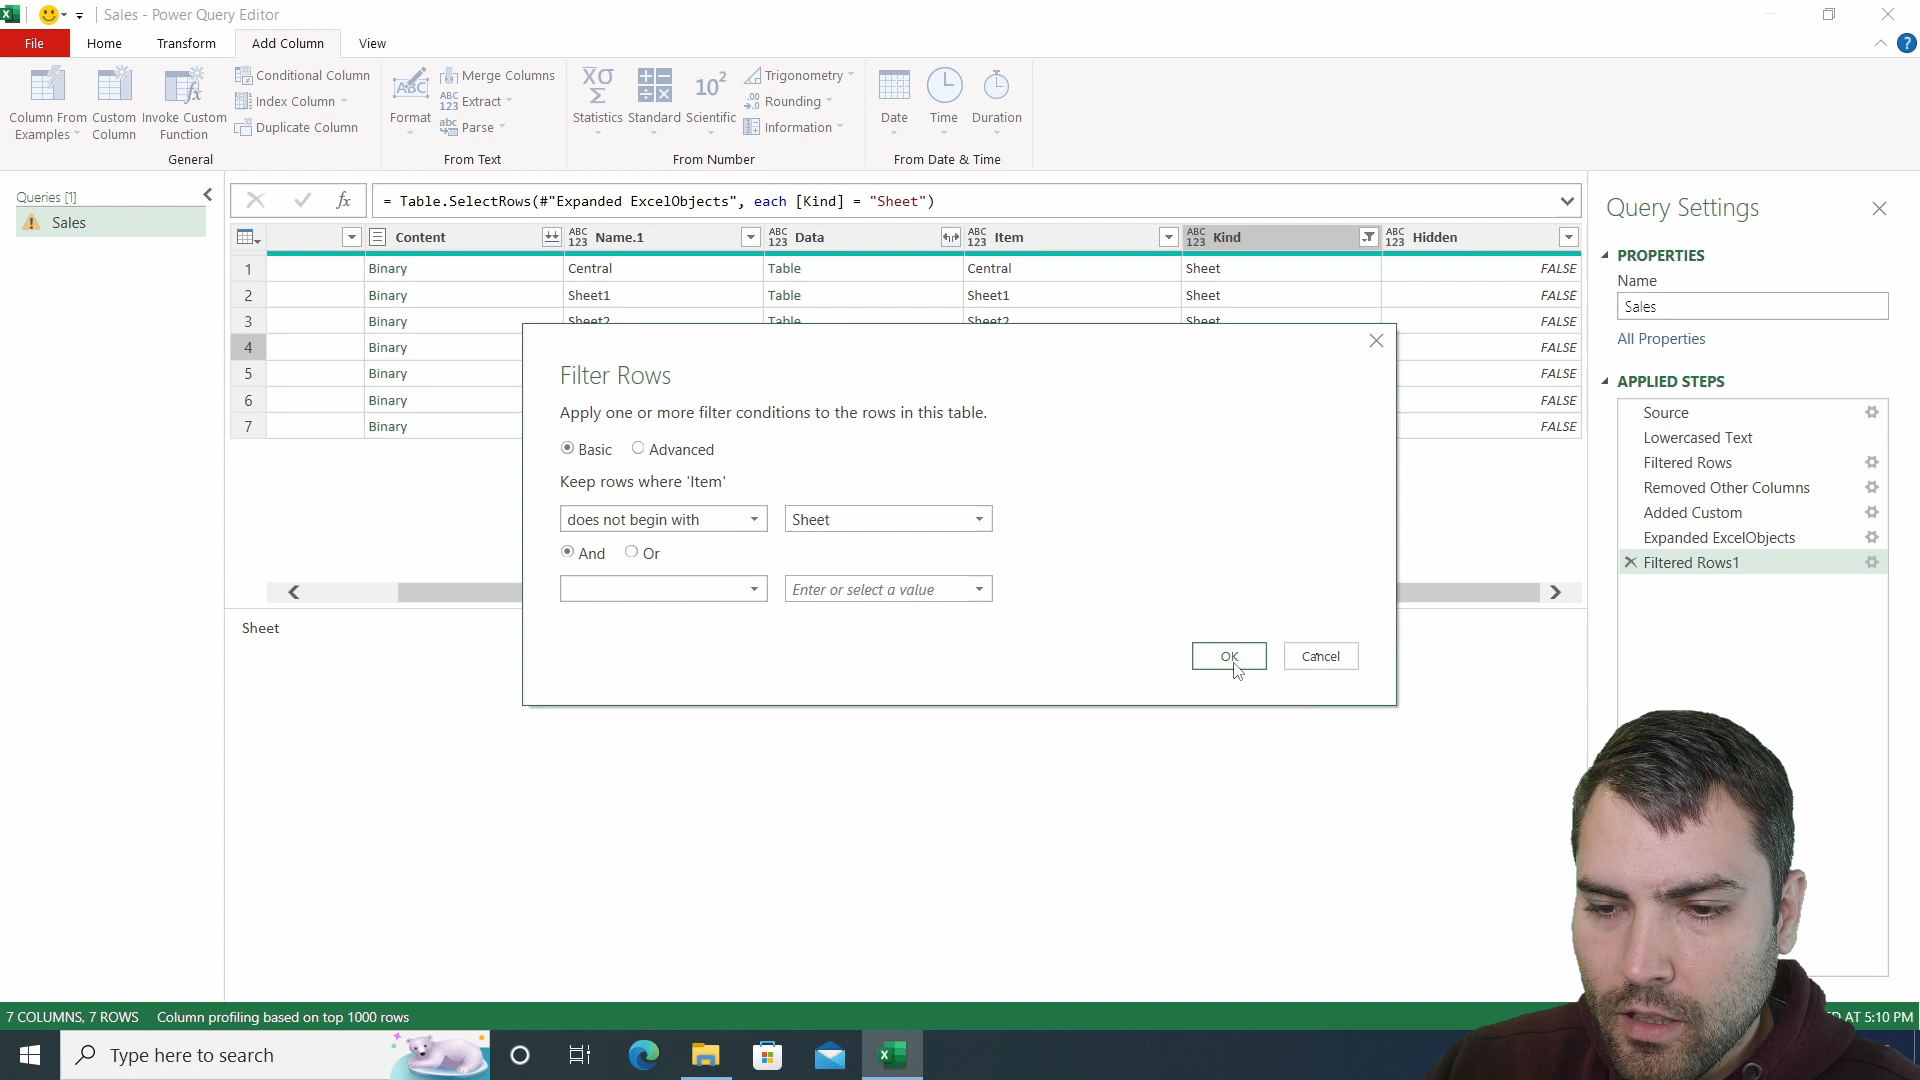 Sales - Power Query Editor
File Home Transform Add Column View
Column From Examples
Custom Column
Invoke Custom Function
Conditional Column
Index Column
Duplicate Column
General
Format
Merge Columns
Extract
Parse
From Text
Statistics
Standard
Scientific
Trigonometry
Rounding
Information
From Number
Date
Time
Duration
From Date & Time
Queries [1]
Sales
= Table.SelectRows(#"Expanded ExcelObjects", each [Kind] = "Sheet")
Content Name.1 Data Item Kind Hidden
1 Binary Central Table Central Sheet FALSE
2 Binary Sheet1 Table Sheet1 Sheet FALSE
3 Binary Sheet2 Table Sheet2 Sheet FALSE
4 Binary FALSE
5 Binary FALSE
6 Binary FALSE
7 Binary FALSE
Sheet
Filter Rows
Apply one or more filter conditions to the rows in this table.
Basic Advanced
Keep rows where 'Item'
does not begin with Sheet
And Or
Enter or select a value
OK Cancel
Query Settings
PROPERTIES
Name
Sales
All Properties
APPLIED STEPS
Source
Lowercased Text
Filtered Rows
Removed Other Columns
Added Custom
Expanded ExcelObjects
Filtered Rows1
7 COLUMNS, 7 ROWS Column profiling based on top 1000 rows
AT 5:10 PM
Type here to search